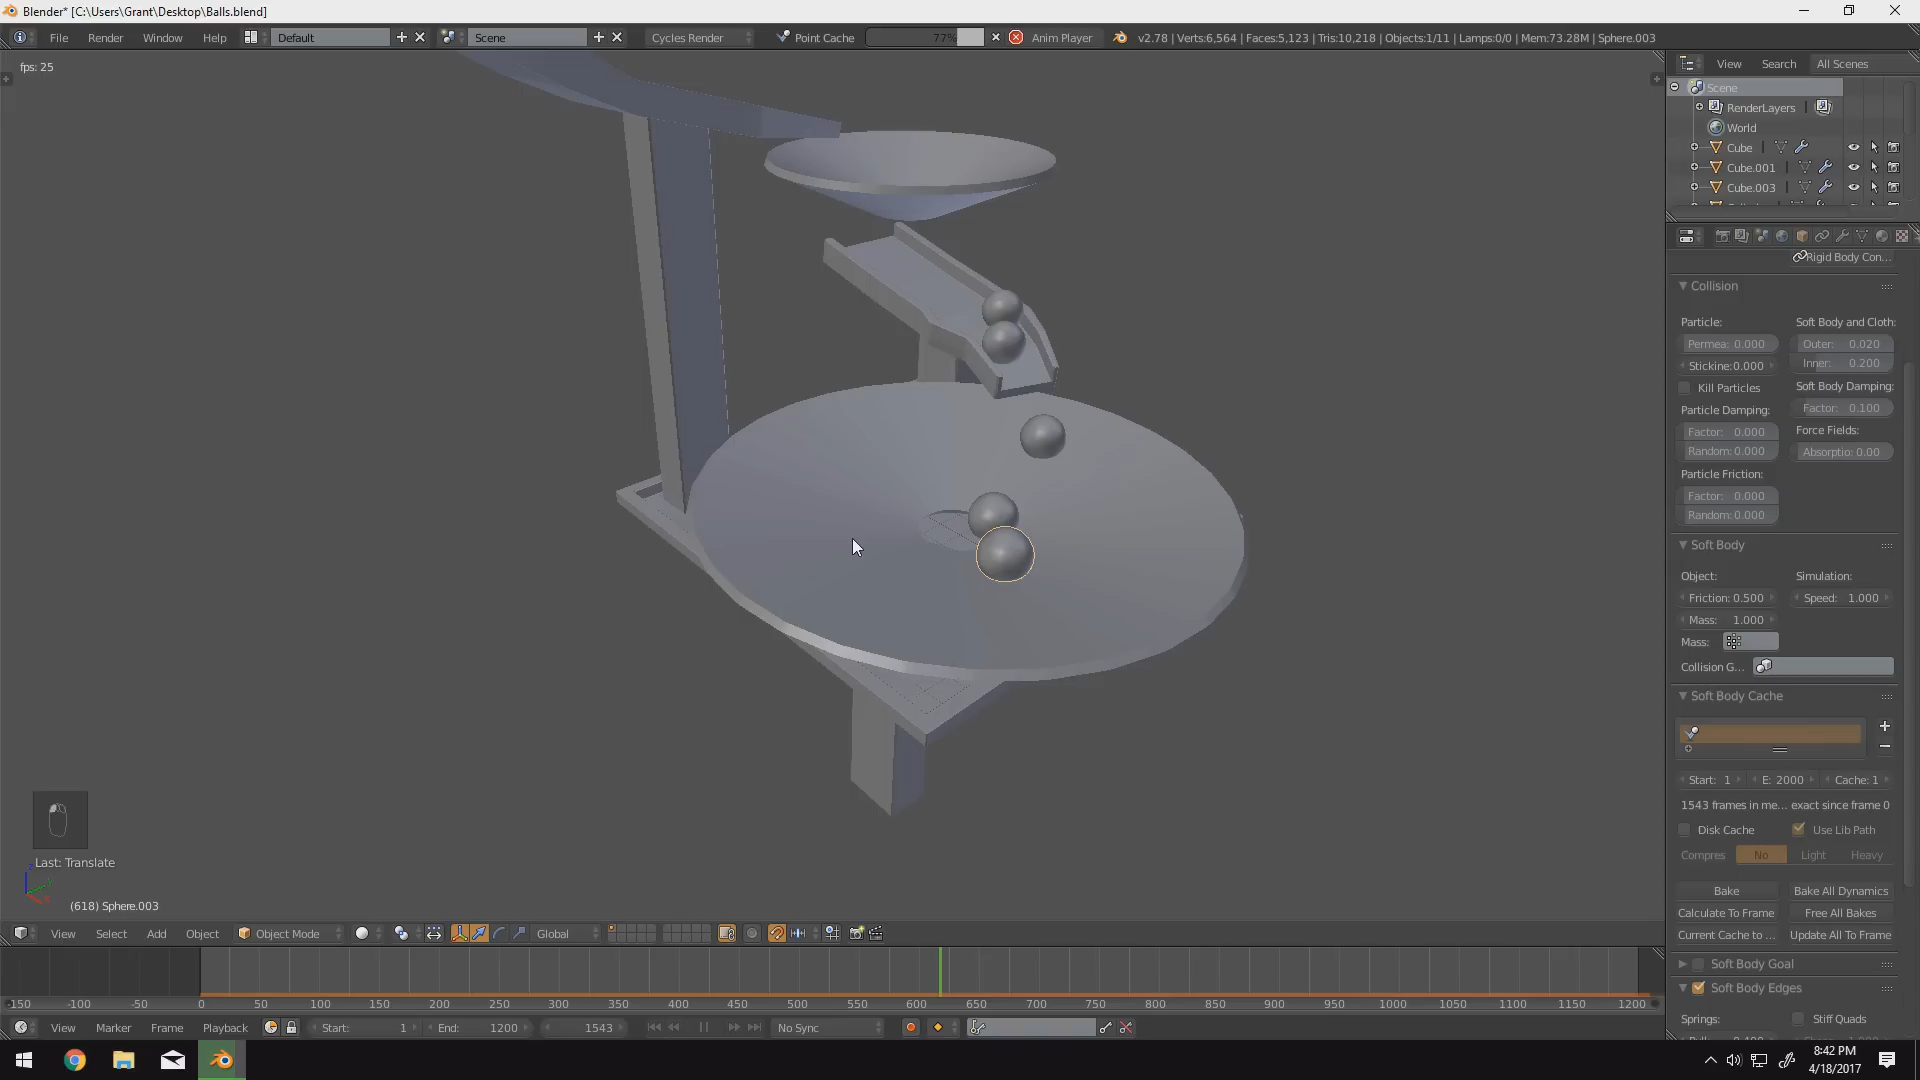 Blender* [C:\Users\Grant\Desktop\Balls.blend]
File Render Window Help Default Scene Cycles Render Point Cache 77% Anim Player v2.78 | Verts:6,564 | Faces:5,123 | Tris:10,218 | Objects:1/11 | Lamps:0/0 | Mem:73.28M | Sphere.003
fps: 25
View Search All Scenes
Scene
RenderLayers
World
Cube
Cube.001
Cube.003
Rigid Body Con...
Collision
Particle: Soft Body and Cloth:
Permea: 0.000 Outer: 0.020
Stickine:0.000 Inner: 0.200
Kill Particles Soft Body Damping:
Particle Damping: Factor: 0.100
Factor: 0.000 Force Fields:
Random:0.000 Absorptio: 0.00
Particle Friction:
Factor: 0.000
Random:0.000
Soft Body
Object: Simulation:
Friction: 0.500 Speed: 1.000
Mass: 1.000
Mass:
Collision G...
Soft Body Cache
Start: 1 E: 2000 Cache: 1
1543 frames in me... exact since frame 0
Disk Cache Use Lib Path
Compres No Light Heavy
Bake Bake All Dynamics
Calculate To Frame Free All Bakes
Current Cache to ... Update All To Frame
Soft Body Goal
Soft Body Edges
Springs: Stiff Quads
Last: Translate
(618) Sphere.003
View Select Add Object Object Mode Global
-150 -100 -50 0 50 100 150 200 250 300 350 400 450 500 550 600 650 700 750 800 850 900 950 1000 1050 1100 1150 1200
View Marker Frame Playback Start: 1 End: 1200 1543 No Sync
8:42 PM
4/18/2017